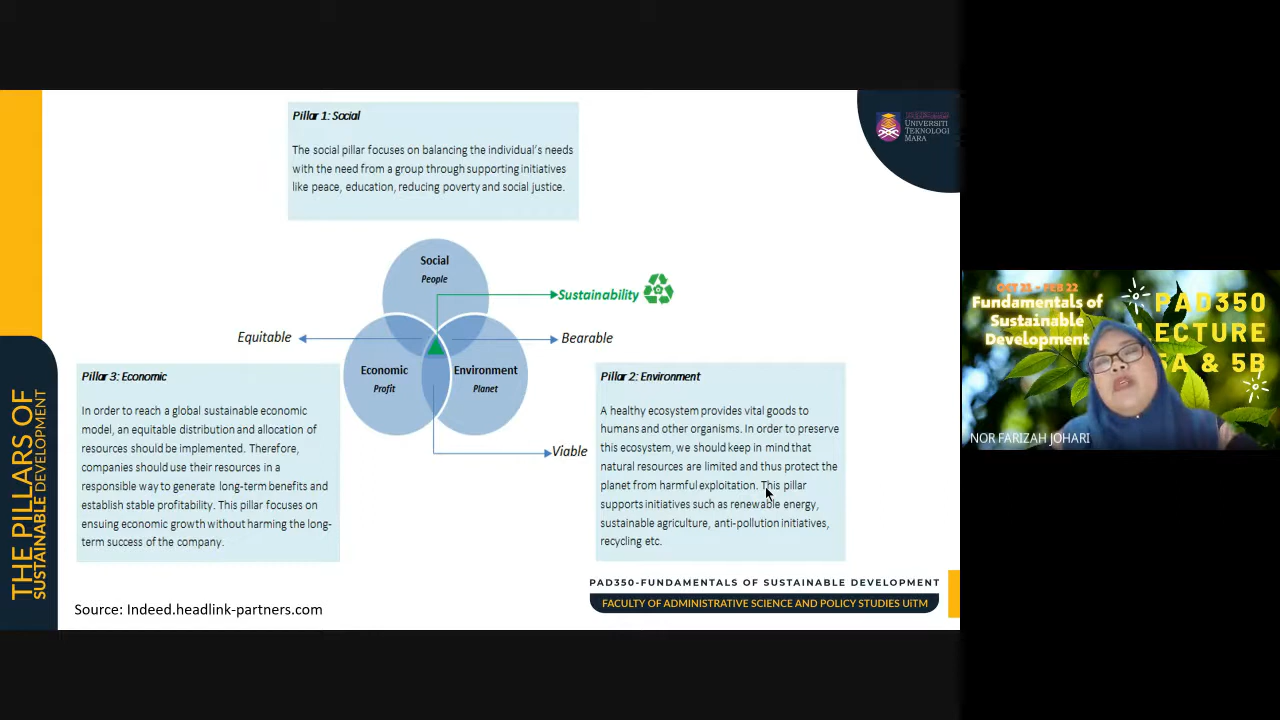 Pillar 1: Social
The social pillar focuses on balancing the individual's needs
with the need from a group through supporting initiatives
like peace, education, reducing poverty and social justice.
UNIVERSITI
TEKNOLOGI
MARA
Social
People
Sustainability
Equitable
Bearable
Economic
Profit
Environment
Planet
Viable
Pillar 3: Economic
In order to reach a global sustainable economic
model, an equitable distribution and allocation of
resources should be implemented. Therefore,
companies should use their resources in a
responsible way to generate long-term benefits and
establish stable profitability. This pillar focuses on
ensuring economic growth without harming the long-
term success of the company.
Pillar 2: Environment
A healthy ecosystem provides vital goods to
humans and other organisms. In order to preserve
this ecosystem, we should keep in mind that
natural resources are limited and thus protect the
planet from harmful exploitation. This pillar
supports initiatives such as renewable energy,
sustainable agriculture, anti-pollution initiatives,
recycling etc.
THE PILLARS OF
SUSTAINABLE DEVELOPMENT
Source: Indeed.headlink-partners.com
PAD350-FUNDAMENTALS OF SUSTAINABLE DEVELOPMENT
FACULTY OF ADMINISTRATIVE SCIENCE AND POLICY STUDIES UiTM
OCT 21 - FEB 22
Fundamentals of
Sustainable
Development
PAD350
LECTURE
5A & 5B
NOR FARIZAH JOHARI